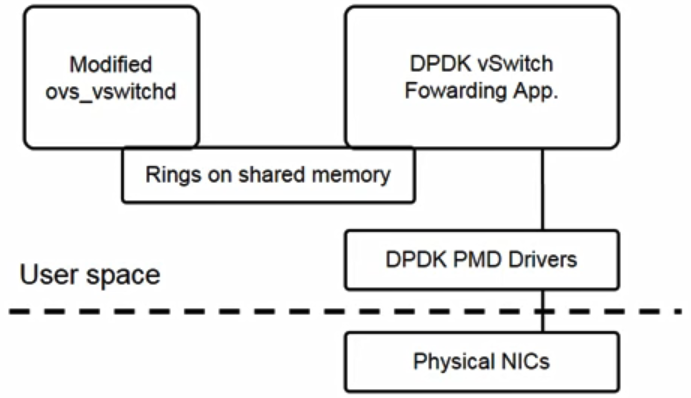 Modified
ovs_vswitchd
DPDK vSwitch
Fowarding App.
Rings on shared memory
DPDK PMD Drivers
User space
Physical NICs